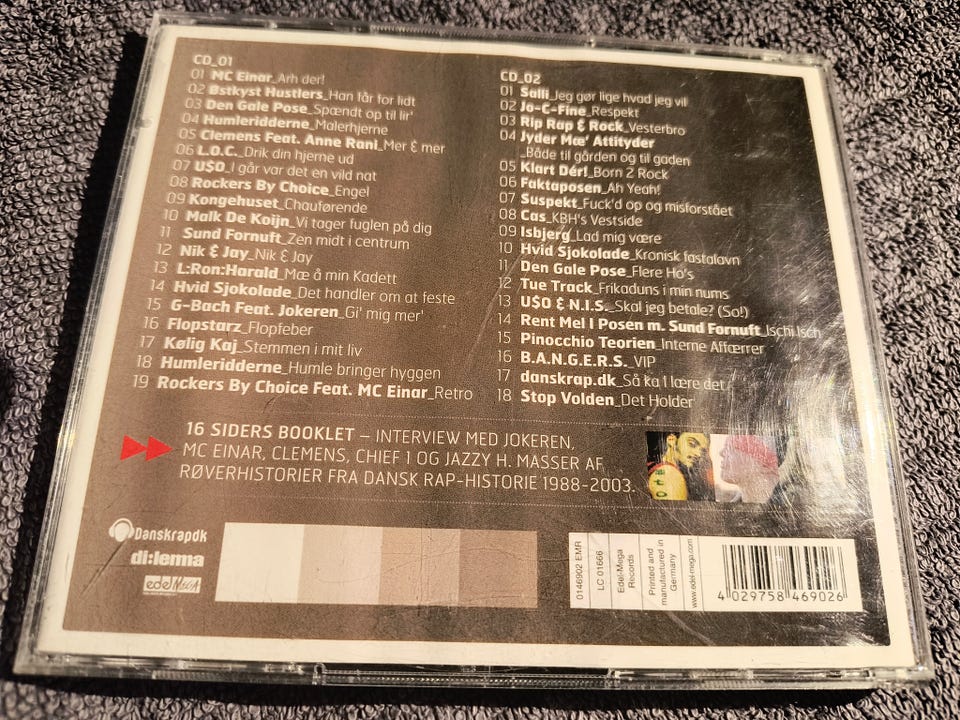 CD_01
01 MC Einar_Arh der!
02 Østkyst Hustlers_Han får for lidt
03 Den Gale Pose_Spændt op til lir'
04 Humleridderne_Malerhjerne
05 Clemens Feat. Anne Rani_Mer & mer
06 L.O.C._Drik din hjerne ud
07 U$O_I går var det en vild nat
08 Rockers By Choice_Engel
09 Kongehuset_Chauførende
10 Malk De Koijn_Vi tager fuglen på dig
11 Sund Fornuft_Zen midt i centrum
12 Nik & Jay_Nik & Jay
13 L:Ron:Harald_Mæ å min Kadett
14 Hvid Sjokolade_Det handler om at feste
15 G-Bach Feat. Jokeren_Gi' mig mer'
16 Flopstarz_Flopfeber
17 Kølig Kaj_Stemmen i mit liv
18 Humleridderne_Humle bringer hyggen
19 Rockers By Choice Feat. MC Einar_Retro
CD_02
01 Salli_Jeg gør lige hvad jeg vil
02 Jo-C-Fine_Respekt
03 Rip Rap & Rock_Vesterbro
04 Jyder Mæ' Attityder
_Både til gården og til gaden
05 Klart Dér!_Born 2 Rock
06 Faktaposen_Ah Yeah!
07 Suspekt_Fuck'd op og misforstået
08 Cas_KBH's Vestside
09 Isbjerg_Lad mig være
10 Hvid Sjokolade_Kronisk fastalavn
11 Den Gale Pose_Flere Ho's
12 Tue Track_Frikaduns i min nums
13 U$O & N.I.S._Skal jeg betale? (So!)
14 Rent Mel I Posen m. Sund Fornuft_Ischi Isch
15 Pinocchio Teorien_Interne Affærrer
16 B.A.N.G.E.R.S._VIP
17 danskrap.dk_Så ka I lære det
18 Stop Volden_Det Holder
16 SIDERS BOOKLET – INTERVIEW MED JOKEREN,
MC EINAR, CLEMENS, CHIEF 1 OG JAZZY H. MASSER AF
RØVERHISTORIER FRA DANSK RAP-HISTORIE 1988-2003.
Danskrapdk
di:lemma
edel MEGA
0146902 EMR
LC 01666
Edel-Mega
Records
Printed and
manufactured in
Germany
www.edel-mega.com
4 029758 469026